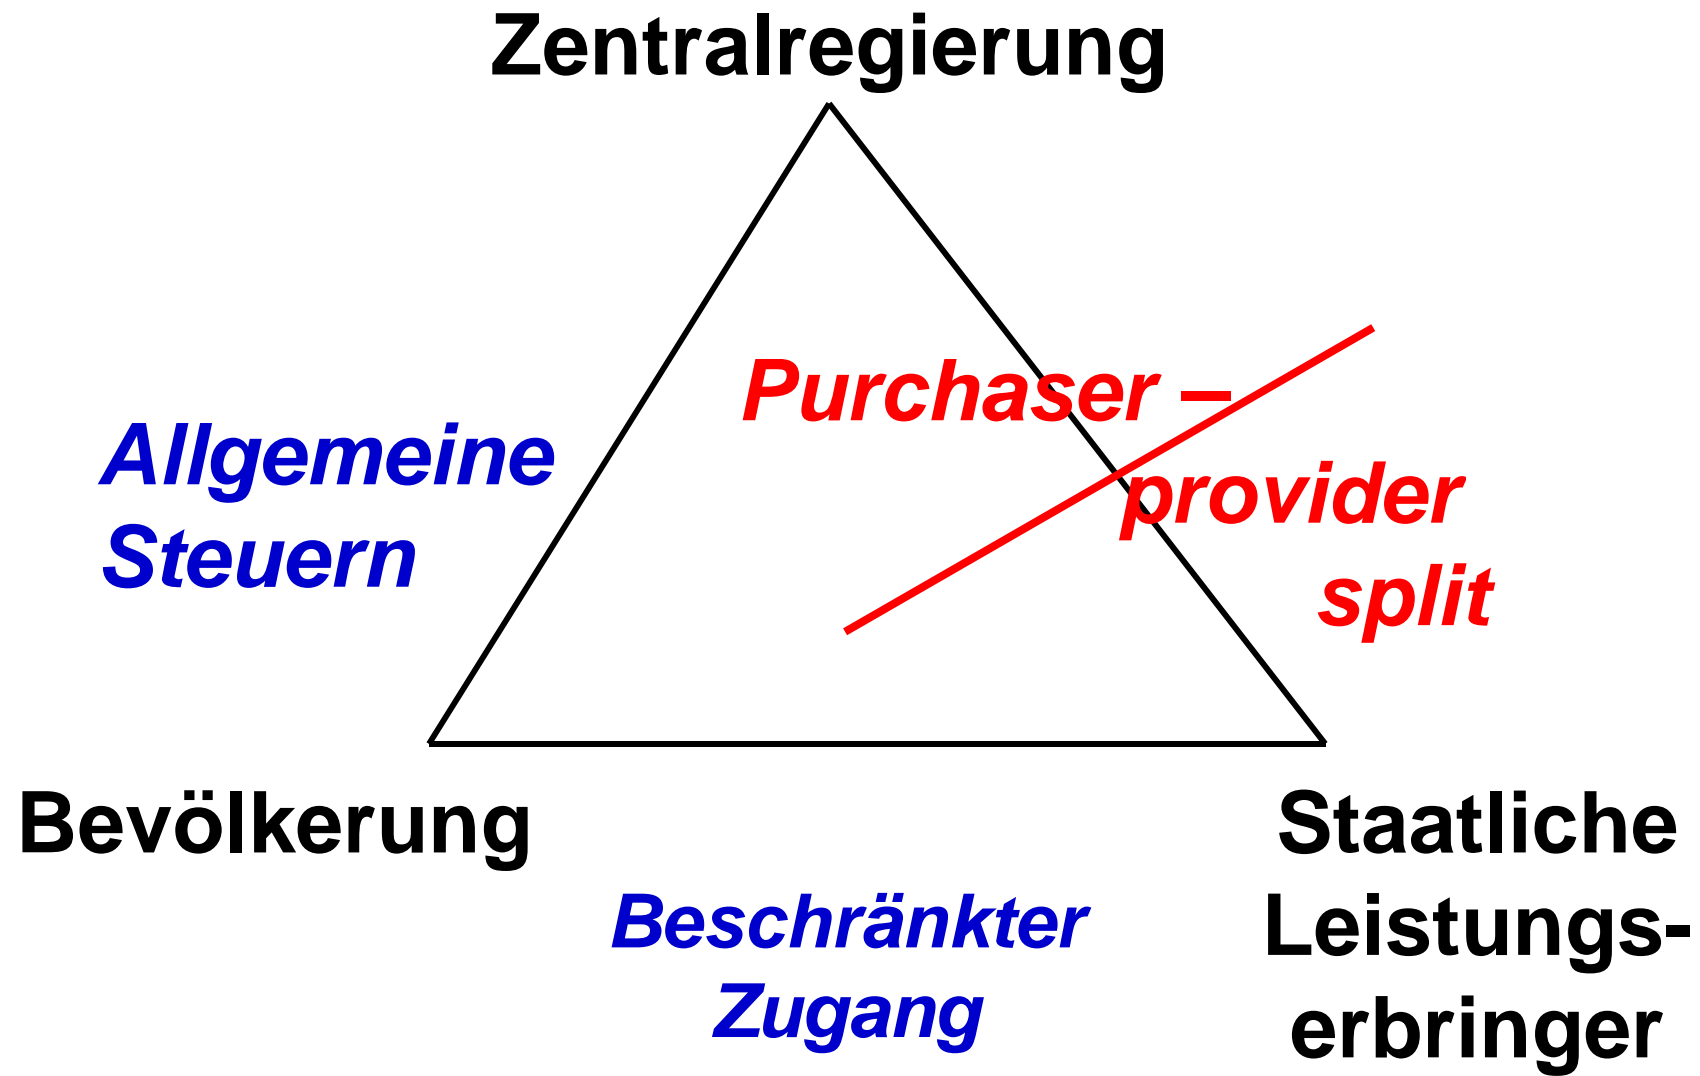 Zentralregierung
Purchaser –
provider
split
Allgemeine
Steuern
Bevölkerung
Staatliche
Leistungs-
erbringer
Beschränkter
Zugang